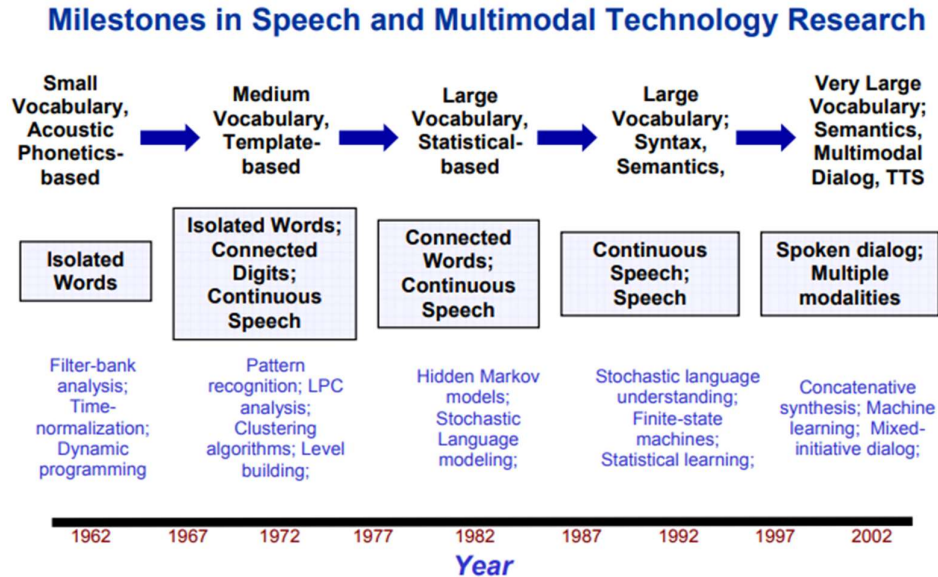 Milestones in Speech and Multimodal Technology Research
Small
Vocabulary,
Acoustic
Phonetics-
based
Medium
Vocabulary,
Template-
based
Large
Vocabulary,
Statistical-
based
Large
Vocabulary;
Syntax,
Semantics,
Very Large
Vocabulary;
Semantics,
Multimodal
Dialog, TTS
Isolated
Words
Isolated Words;
Connected
Digits;
Continuous
Speech
Connected
Words;
Continuous
Speech
Continuous
Speech;
Speech
Spoken dialog;
Multiple
modalities
Filter-bank
analysis;
Time-
normalization;
Dynamic
programming
Pattern
recognition; LPC
analysis;
Clustering
algorithms; Level
building;
Hidden Markov
models;
Stochastic
Language
modeling;
Stochastic language
understanding;
Finite-state
machines;
Statistical learning;
Concatenative
synthesis; Machine
learning; Mixed-
initiative dialog;
1962 1967 1972 1977 1982 1987 1992 1997 2002
Year